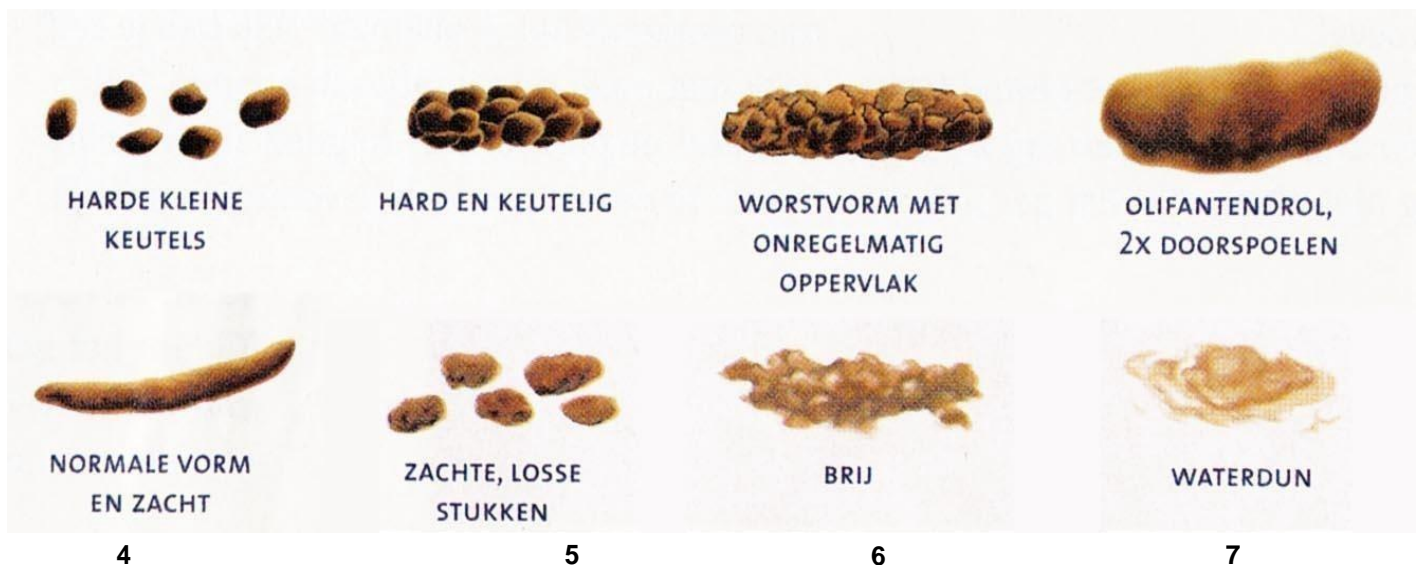 HARDE KLEINE
KEUTELS
HARD EN KEUTELIG
WORSTVORM MET
ONREGELMATIG
OPPERVLAK
OLIFANTENDROL,
2X DOORSPOELEN
NORMALE VORM
EN ZACHT
ZACHTE, LOSSE
STUKKEN
BRIJ
WATERDUN
4 5 6 7